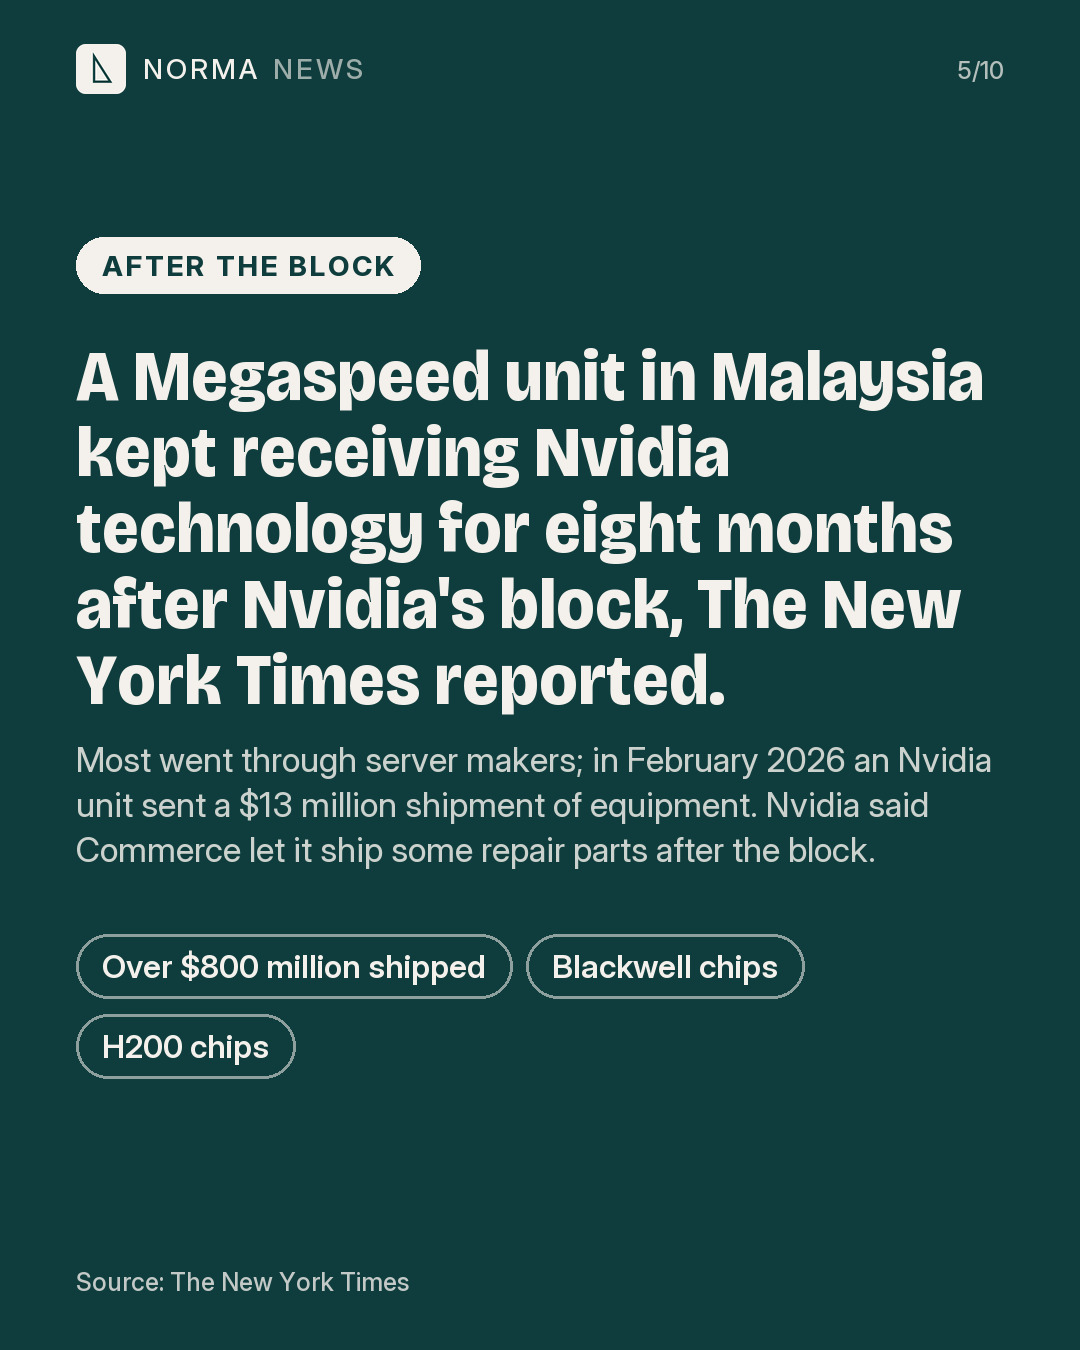 NORMA NEWS
5/10
AFTER THE BLOCK
A Megaspeed unit in Malaysia
kept receiving Nvidia
technology for eight months
after Nvidia's block, The New
York Times reported.
Most went through server makers; in February 2026 an Nvidia
unit sent a $13 million shipment of equipment. Nvidia said
Commerce let it ship some repair parts after the block.
Over $800 million shipped
Blackwell chips
H200 chips
Source: The New York Times